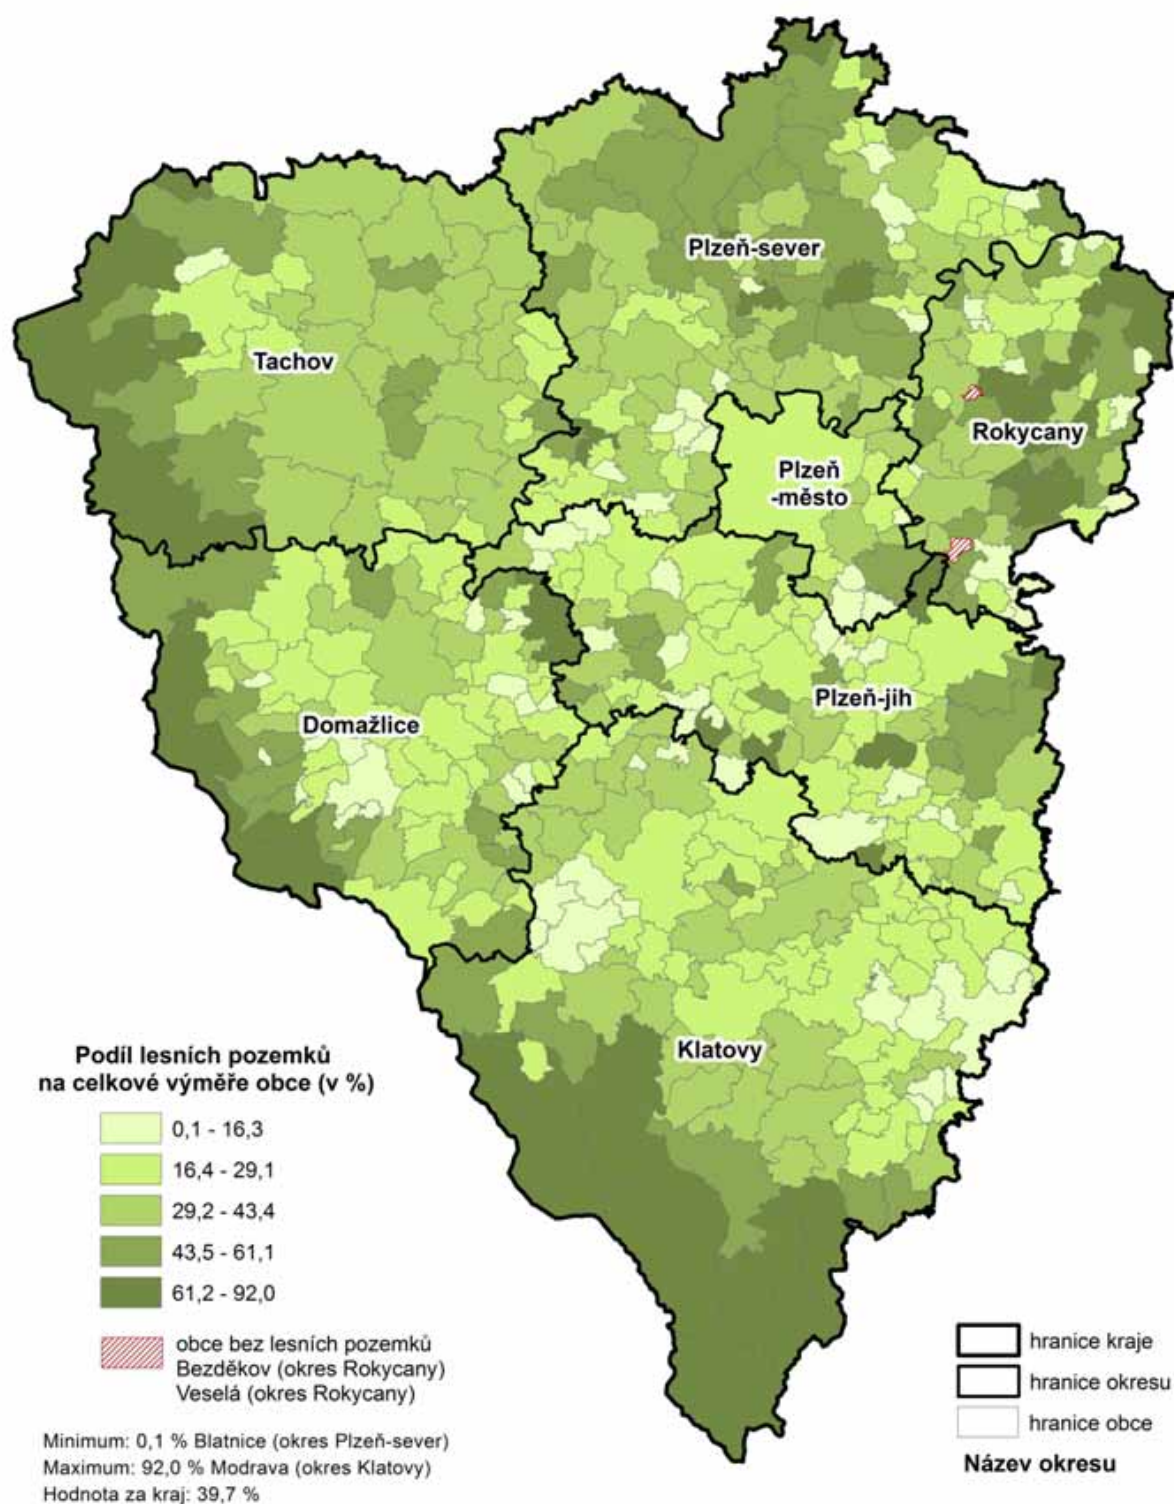 Plzeň-sever
Tachov
Rokycany
Plzeň
-město
Plzeň-jih
Domažlice
Klatovy
Podíl lesních pozemků
na celkové výměře obce (v %)
0,1 - 16,3
16,4 - 29,1
29,2 - 43,4
43,5 - 61,1
61,2 - 92,0
obce bez lesních pozemků
Bezděkov (okres Rokycany)
Veselá (okres Rokycany)
Minimum: 0,1 % Blatnice (okres Plzeň-sever)
Maximum: 92,0 % Modrava (okres Klatovy)
Hodnota za kraj: 39,7 %
hranice kraje
hranice okresu
hranice obce
Název okresu